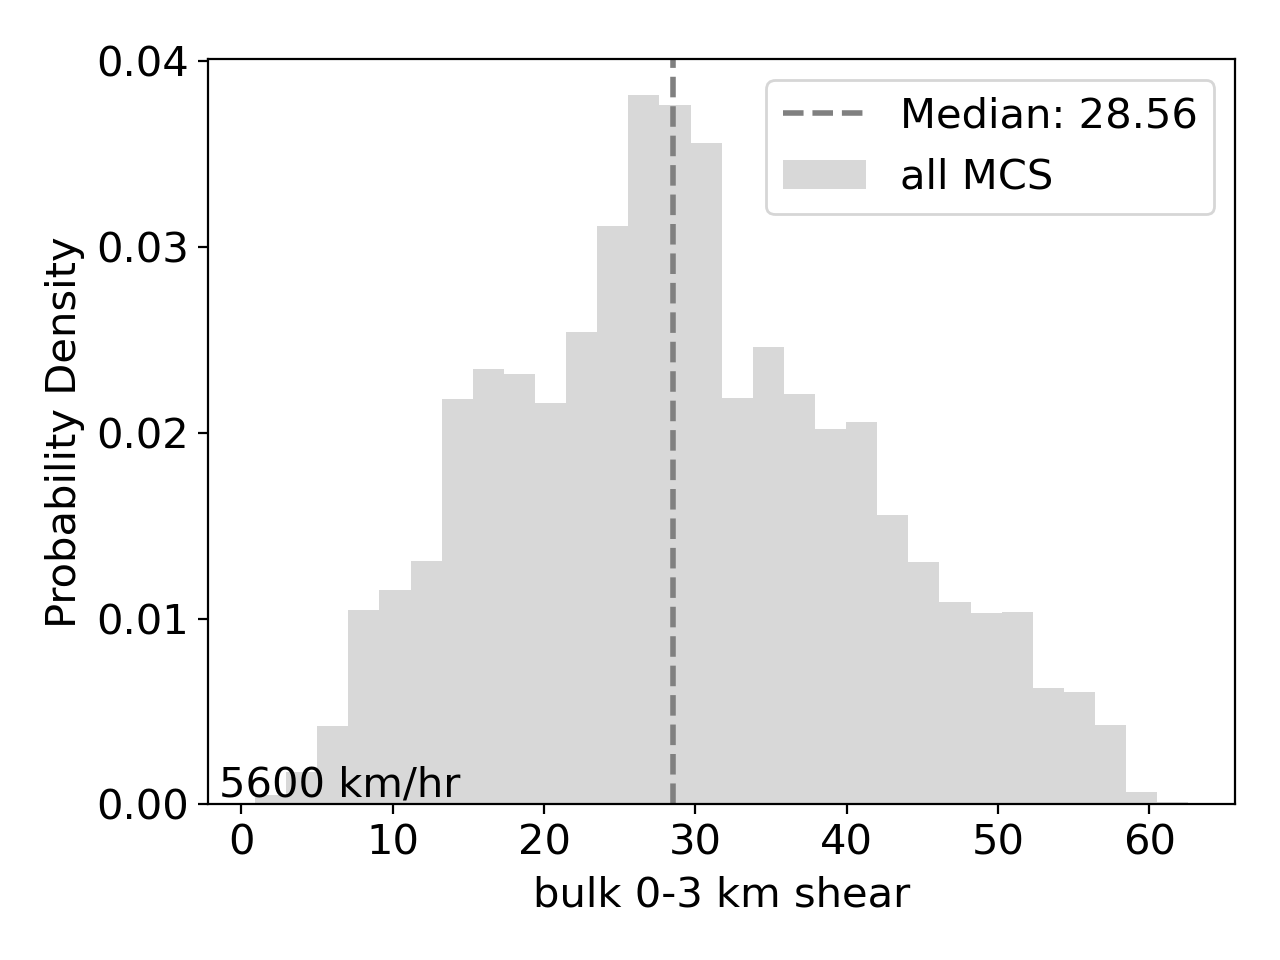 0.04
0.03
0.02
0.01
0.00
Probability Density
Median: 28.56
all MCS
5600 km/hr
0 10 20 30 40 50 60
bulk 0-3 km shear